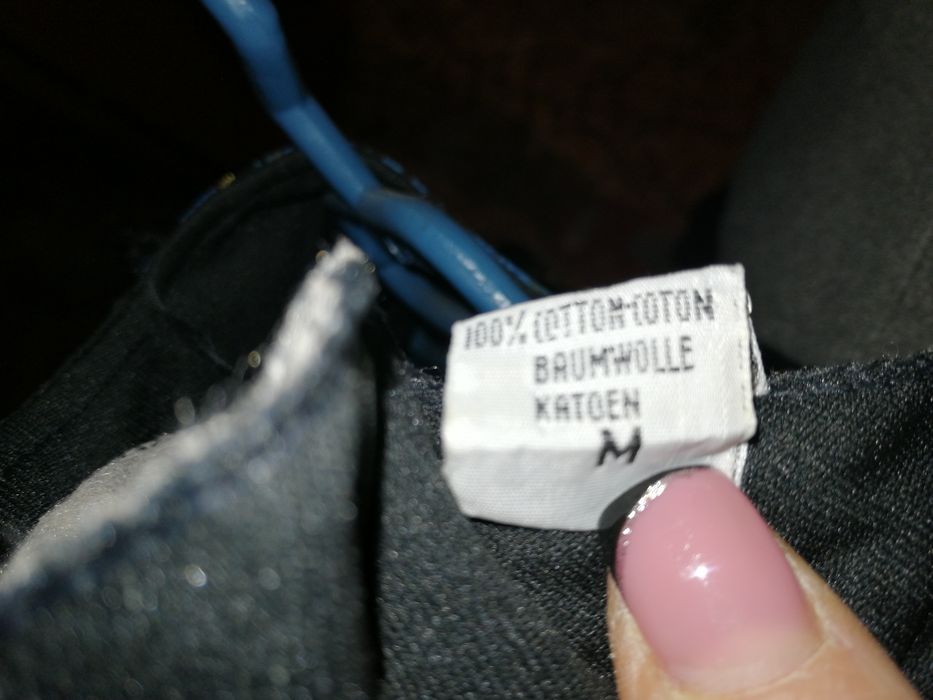 100% COTTON-COTON
BAUMWOLLE
KATOEN
M